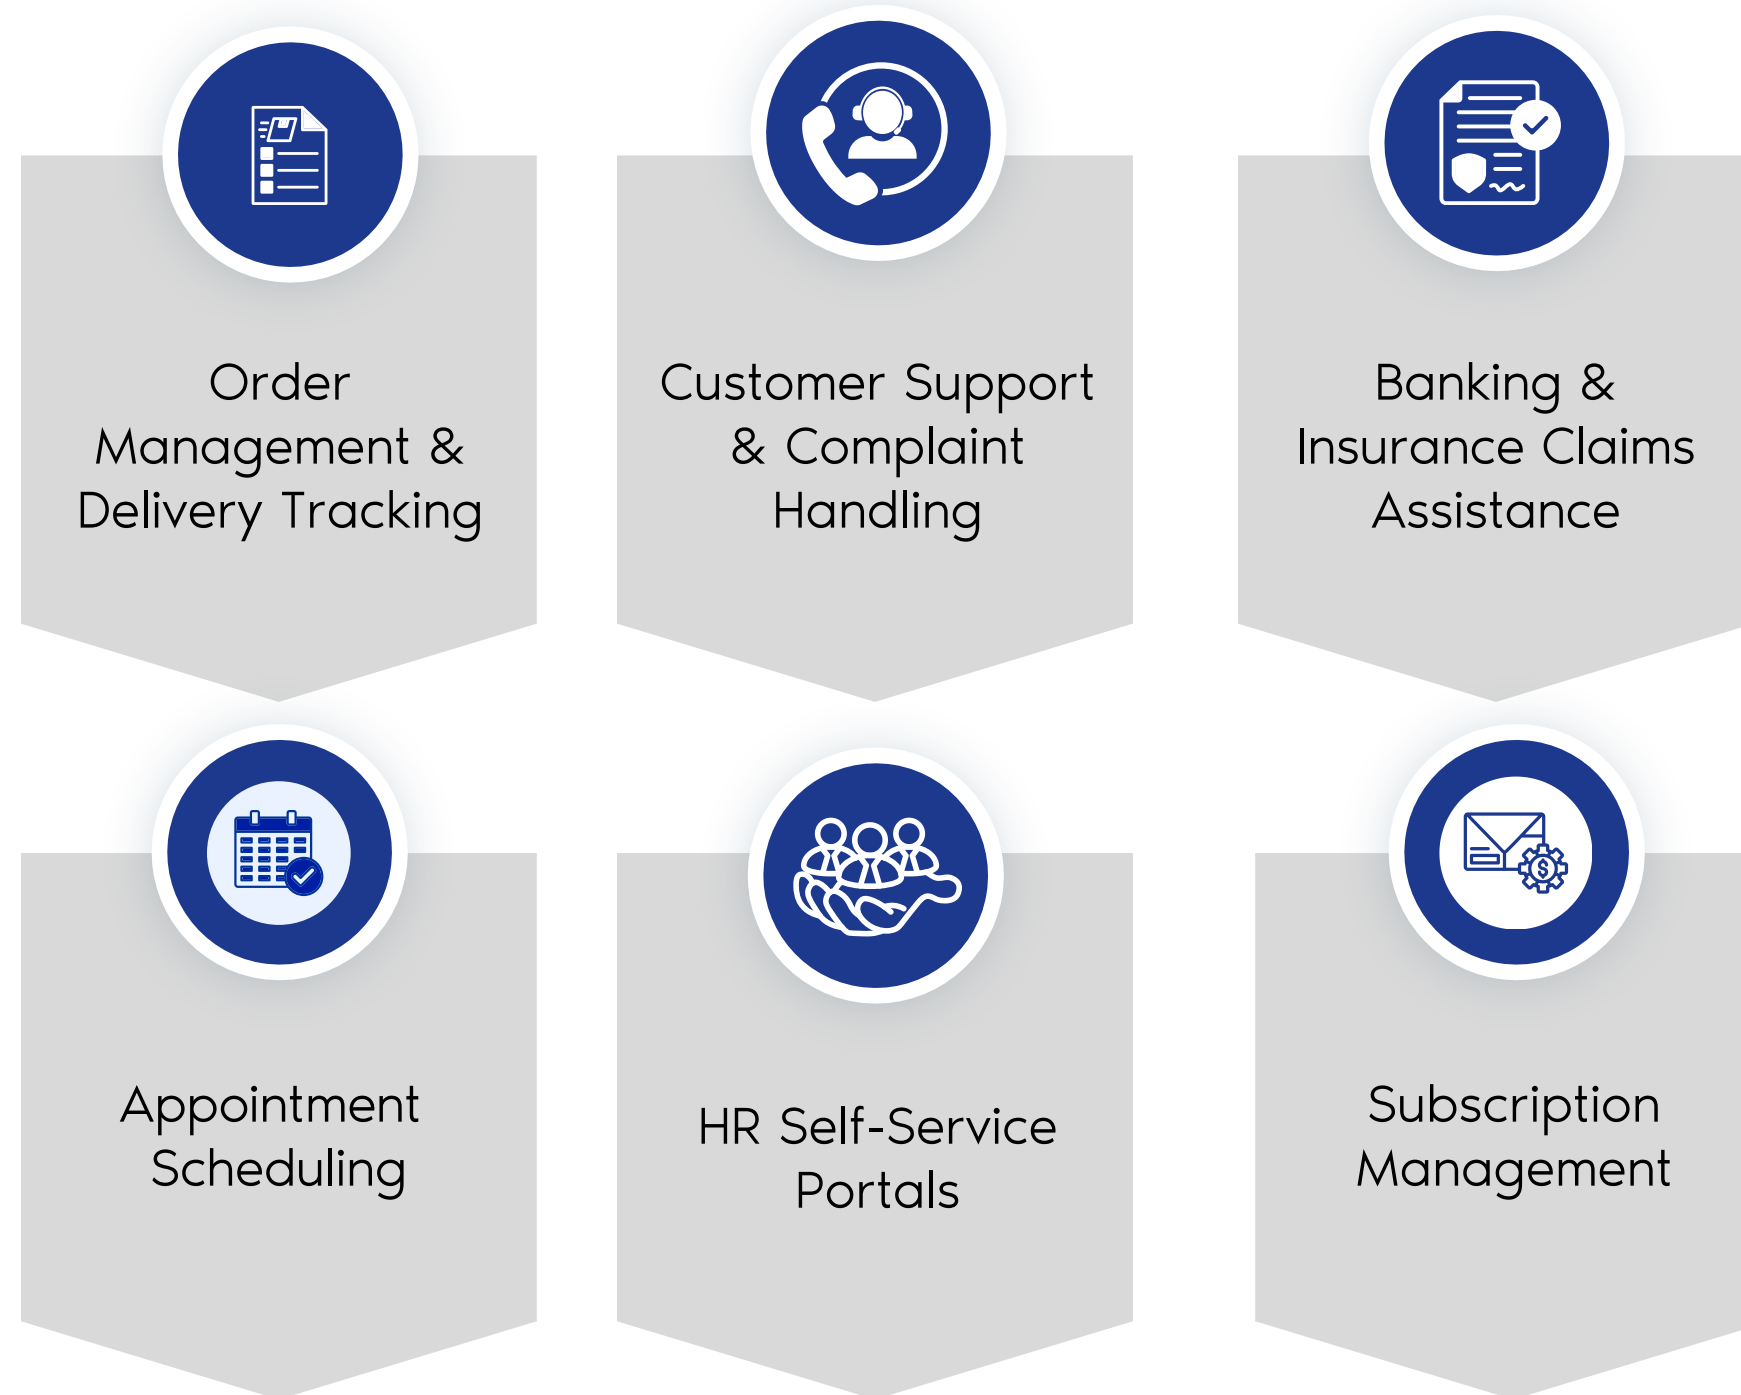 Order
Management &
Delivery Tracking
Customer Support
& Complaint
Handling
Banking &
Insurance Claims
Assistance
Appointment
Scheduling
HR Self-Service
Portals
Subscription
Management